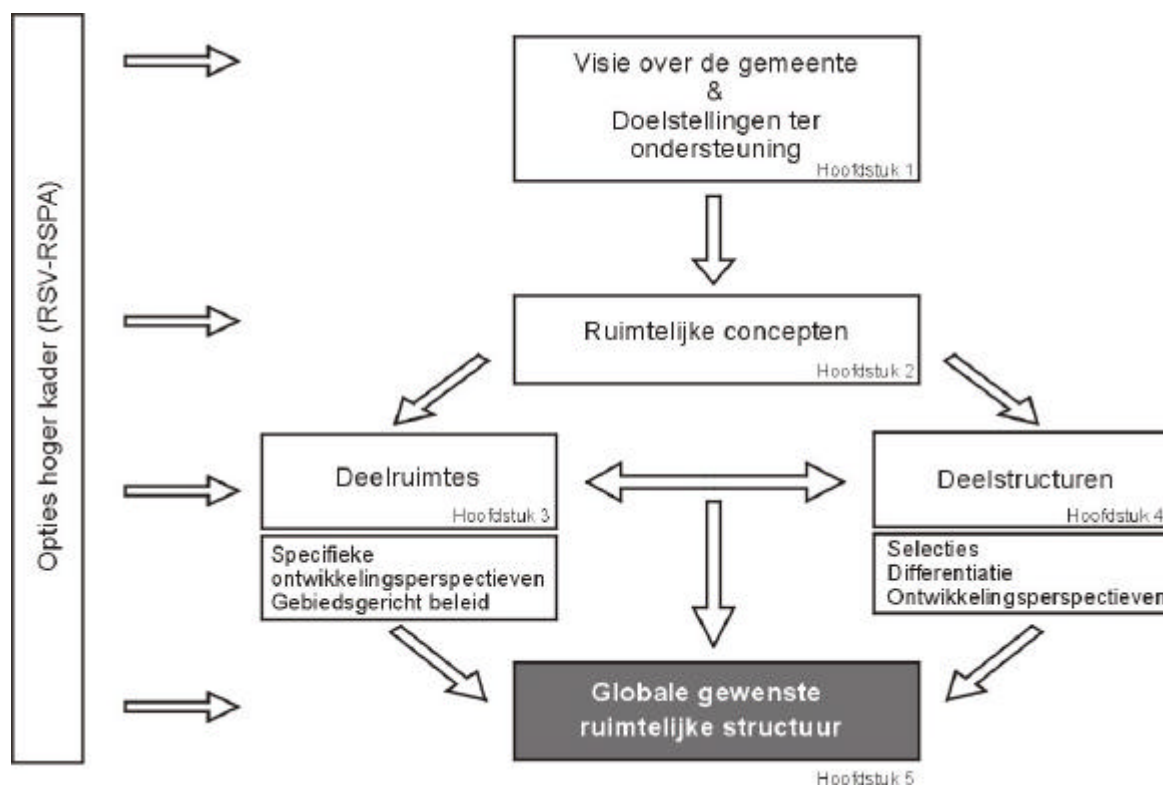 Opties hoger kader (RSV-RSPA)
Visie over de gemeente
&
Doelstellingen ter
ondersteuning
Hoofdstuk 1
Ruimtelijke concepten
Hoofdstuk 2
Deelruimtes
Hoofdstuk 3
Specifieke
ontwikkelingsperspectieven
Gebiedsgericht beleid
Deelstructuren
Hoofdstuk 4
Selecties
Differentiatie
Ontwikkelingsperspectieven
Globale gewenste
ruimtelijke structuur
Hoofdstuk 5